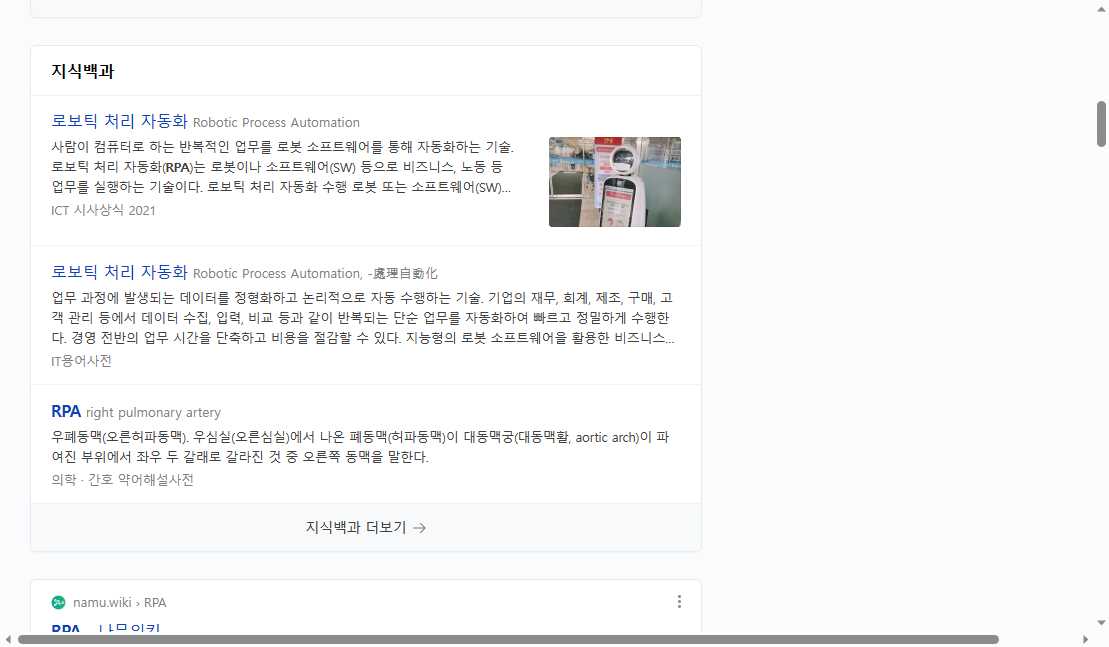 지식백과
로보틱 처리 자동화 Robotic Process Automation
사람이 컴퓨터로 하는 반복적인 업무를 로봇 소프트웨어를 통해 자동화하는 기술.
로보틱 처리 자동화(RPA)는 로봇이나 소프트웨어(SW) 등으로 비즈니스, 노동 등
업무를 실행하는 기술이다. 로보틱 처리 자동화 수행 로봇 또는 소프트웨어(SW)...
ICT 시사상식 2021
로보틱 처리 자동화 Robotic Process Automation, -處理自動化
업무 과정에 발생되는 데이터를 정형화하고 논리적으로 자동 수행하는 기술. 기업의 재무, 회계, 제조, 구매, 고
객 관리 등에서 데이터 수집, 입력, 비교 등과 같이 반복되는 단순 업무를 자동화하여 빠르고 정밀하게 수행한
다. 경영 전반의 업무 시간을 단축하고 비용을 절감할 수 있다. 지능형의 로봇 소프트웨어을 활용한 비즈니스...
IT용어사전
RPA right pulmonary artery
우폐동맥(오른허파동맥). 우심실(오른심실)에서 나온 폐동맥(허파동맥)이 대동맥궁(대동맥활, aortic arch)이 파
여진 부위에서 좌우 두 갈래로 갈라진 것 중 오른쪽 동맥을 말한다.
의학 · 간호 약어해설사전
지식백과 더보기 →
namu.wiki › RPA
RPA - 나무위키